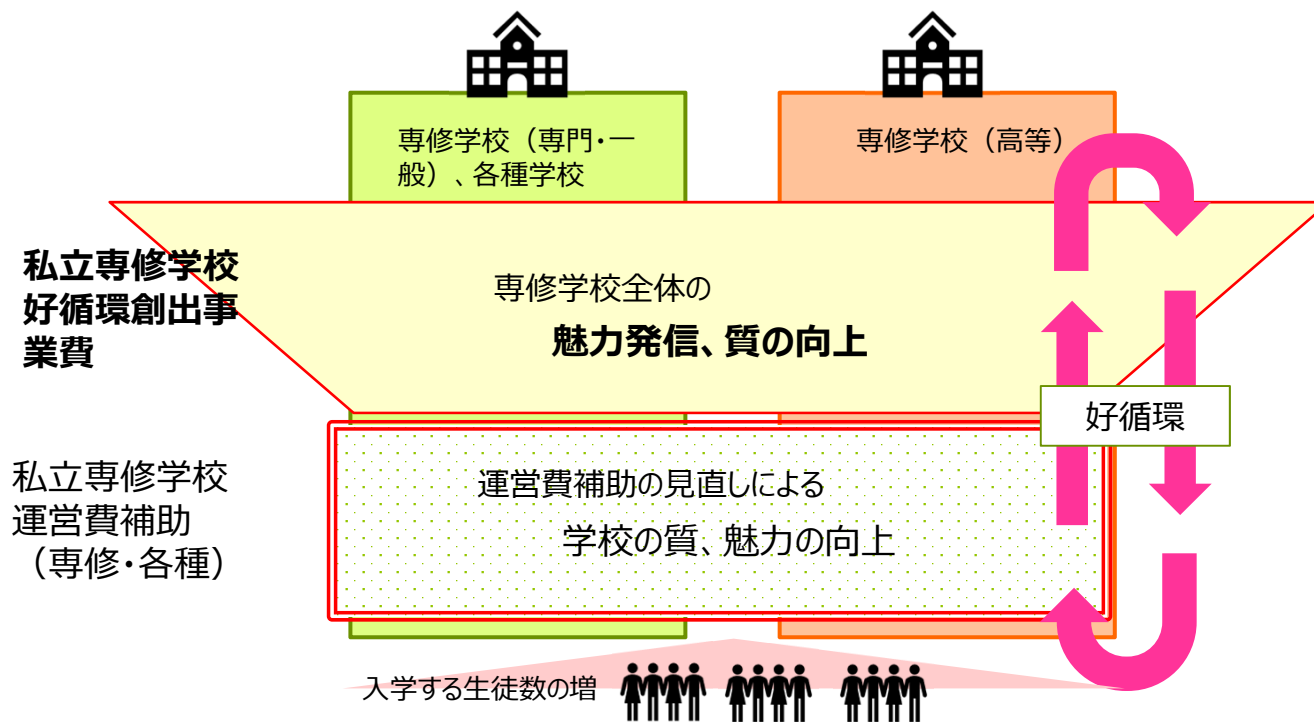 専修学校（専門・一
般）、各種学校
専修学校（高等）
私立専修学校
好循環創出事
業費
専修学校全体の
魅力発信、質の向上
好循環
私立専修学校
運営費補助
（専修・各種）
運営費補助の見直しによる
学校の質、魅力の向上
入学する生徒数の増